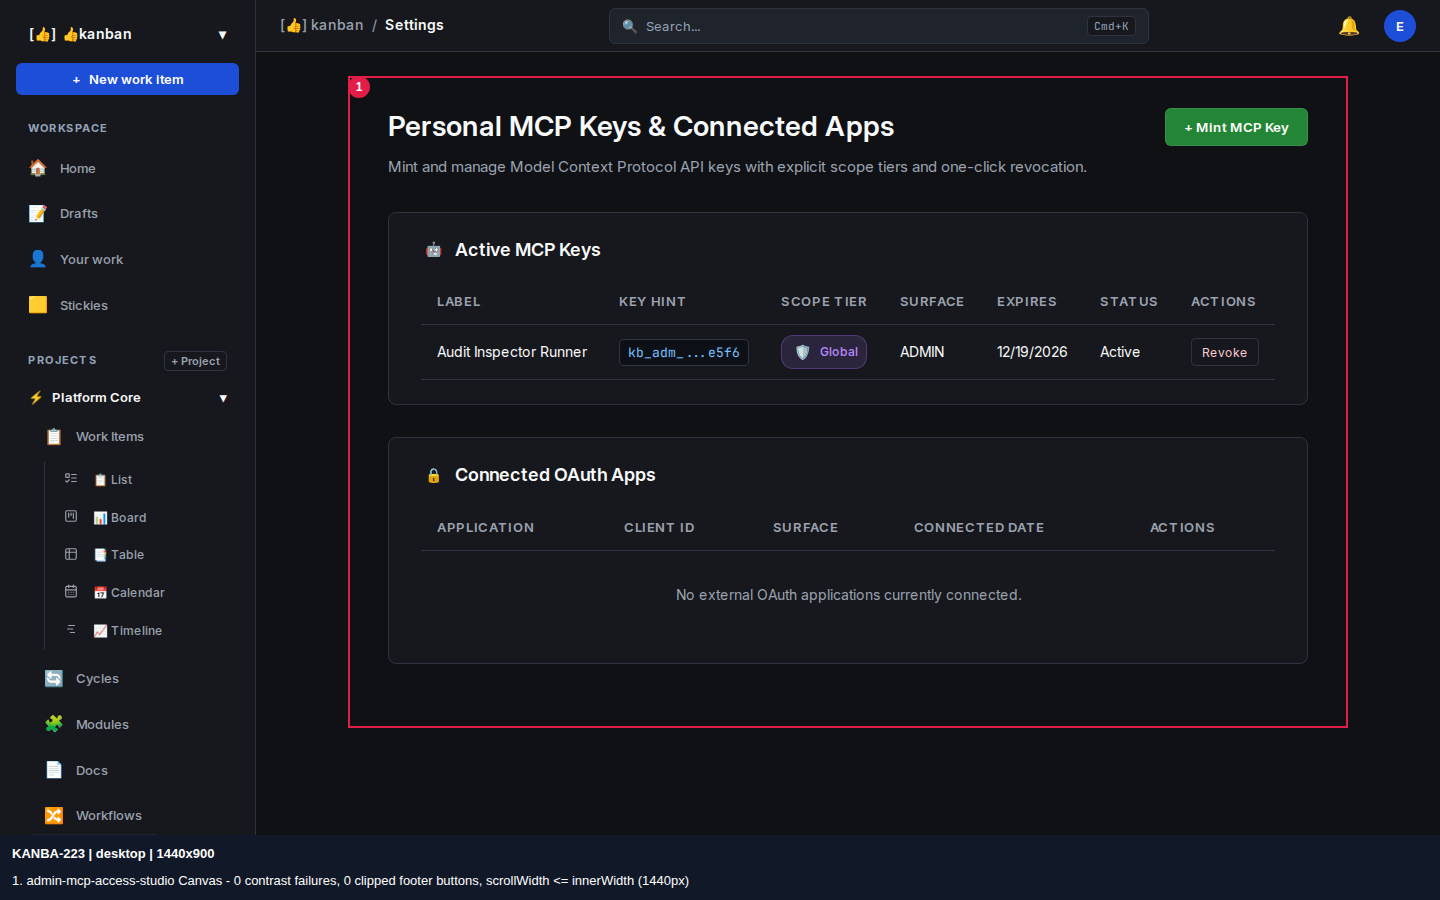 [👍] 👍kanban ▾
+ New work item
WORKSPACE
🏠 Home
📝 Drafts
👤 Your work
🟨 Stickies
PROJECTS + Project
⚡ Platform Core ▾
📋 Work Items
📋 List
📊 Board
📑 Table
📅 Calendar
📈 Timeline
🔄 Cycles
🧩 Modules
📄 Docs
🔀 Workflows
[👍] kanban / Settings
🔍 Search... Cmd+K
🔔 E
1
Personal MCP Keys & Connected Apps
+ Mint MCP Key
Mint and manage Model Context Protocol API keys with explicit scope tiers and one-click revocation.
🤖 Active MCP Keys
LABEL KEY HINT SCOPE TIER SURFACE EXPIRES STATUS ACTIONS
Audit Inspector Runner kb_adm_...e5f6 🛡️ Global ADMIN 12/19/2026 Active Revoke
🔒 Connected OAuth Apps
APPLICATION CLIENT ID SURFACE CONNECTED DATE ACTIONS
No external OAuth applications currently connected.
KANBA-223 | desktop | 1440x900
1. admin-mcp-access-studio Canvas - 0 contrast failures, 0 clipped footer buttons, scrollWidth <= innerWidth (1440px)